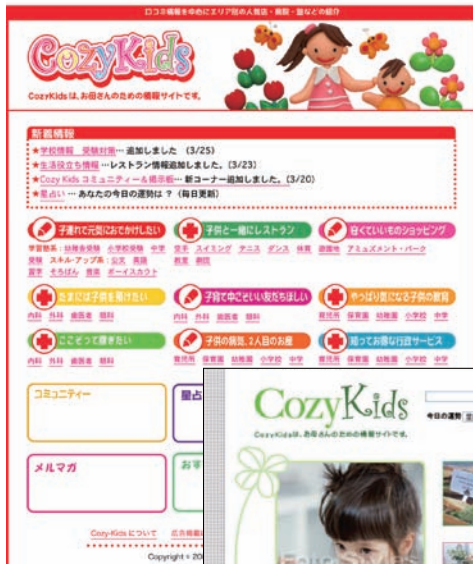 口コミ情報を中心にエリア別の人気店・病院・塾などの紹介
CozyKids
CozyKidsは、お母さんのための情報サイトです。
新着情報
★学校情報 受験対策… 追加しました (3/25)
★生活役立ち情報 …レストラン情報追加しました。(3/23)
★Cozy Kids コミュニティー&掲示板… 新コーナー追加しました。(3/20)
★星占い … あなたの今日の運勢は ? (毎日更新)
子連れで元気におでかけしたい 子供と一緒にレストラン 安くていいものショッピング
学習塾系:幼稚舎受験 小学校受験 中学 空手 スイミング テニス ダンス 体育 遊園地 アミュズメント・パーク
受験 スキル・アップ系:公文 英語 教室 劇団
習字 そろばん 音楽 ボーイスカウト
たまには子供を預けたい 子育て中こそいい友だちほしい やっぱり気になる子供の教育
内科 外科 歯医者 眼科 内科 外科 歯医者 眼科 育児所 保育園 幼稚園 小学校 中学
ここぞって稼ぎたい 子供の病気、2人目のお産 知ってお得な行政サービス
内科 外科 歯医者 眼科 育児所 保育園 幼稚園 小学校 中学 育児所 保育園 幼稚園 小学校 中学
コミュニティー
星占
メルマガ
おす
Cozy-Kids について 広告掲載
Copyright © 20
CozyKids
今日の運勢
CozyKidsは、お母さんのための情報サイトです。